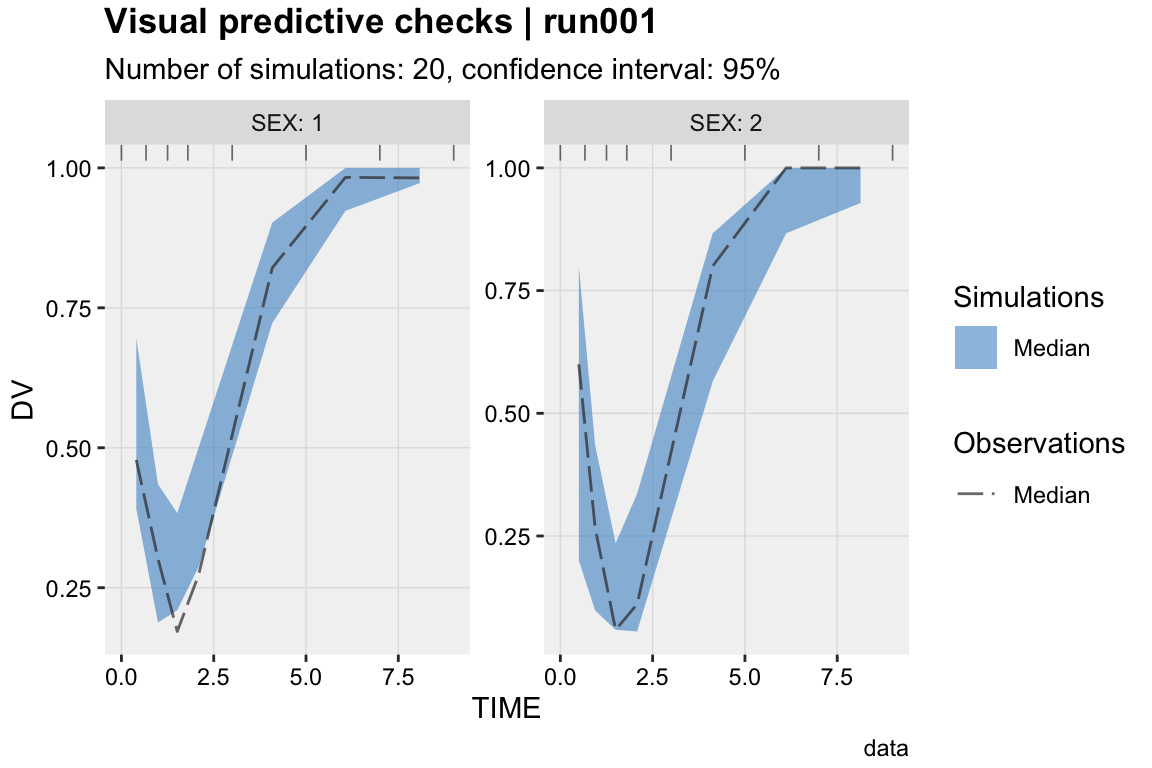 Visual predictive checks | run001
Number of simulations: 20, confidence interval: 95%
SEX: 1
SEX: 2
1.00
0.75
0.50
0.25
1.00
0.75
0.50
0.25
DV
0.0 2.5 5.0 7.5
0.0 2.5 5.0 7.5
TIME
Simulations
Median
Observations
Median
data